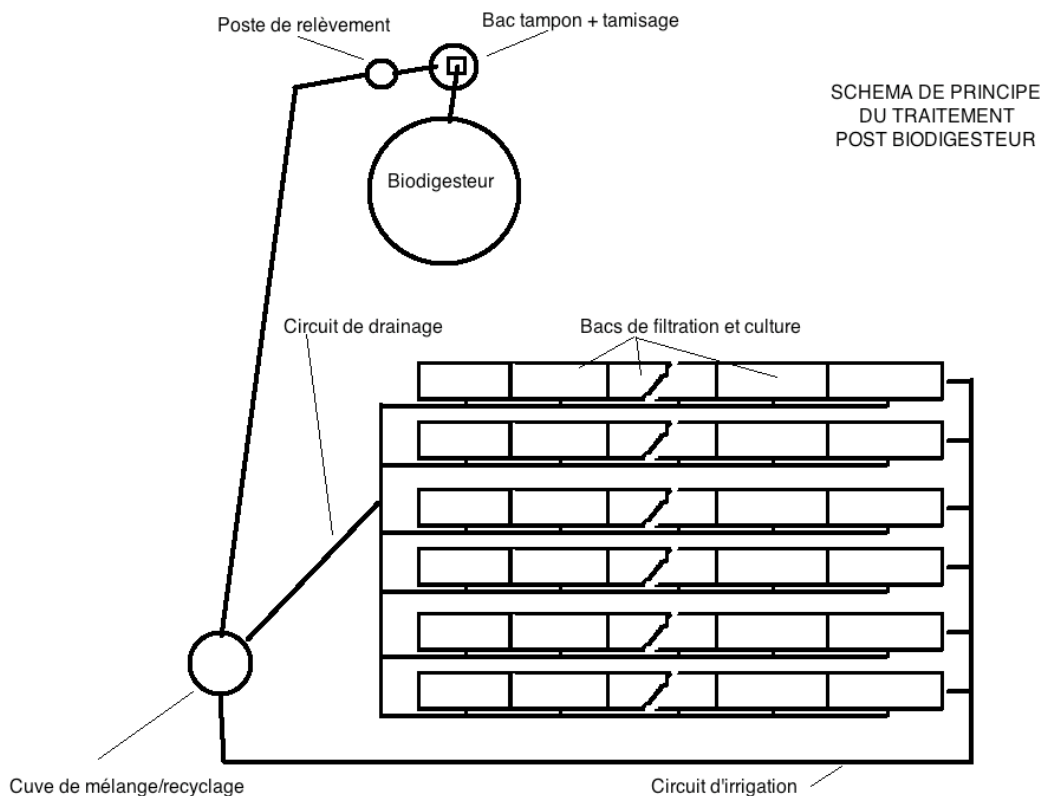 Poste de relèvement
Bac tampon + tamisage
SCHEMA DE PRINCIPE
DU TRAITEMENT
POST BIODIGESTEUR
Biodigesteur
Circuit de drainage
Bacs de filtration et culture
Cuve de mélange/recyclage
Circuit d'irrigation